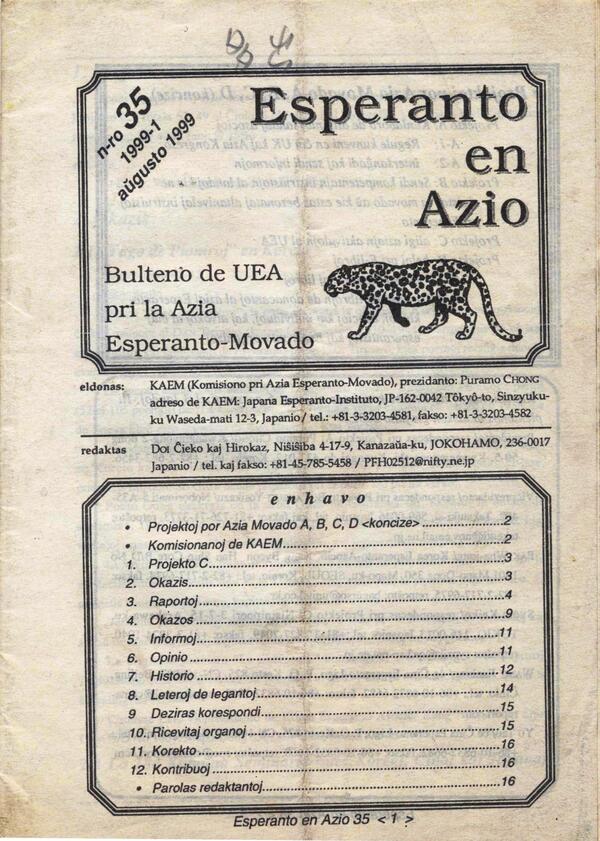 n-ro 35
1999-1
aŭgusto 1999
Esperanto
en
Azio
Bulteno de UEA
pri la Azia
Esperanto-Movado
eldonas: KAEM (Komisiono pri Azia Esperanto-Movado), prezidanto: Puramo CHONG
adreso de KAEM: Japana Esperanto-Instituto, JP-162-0042 Tôkyô-to, Sinzyuku-
ku Waseda-mati 12-3, Japanio / tel.: +81-3-3203-4581, fakso: +81-3-3203-4582
redaktas DOI Ĉieko kaj Hirokaz, Niŝiŝiba 4-17-9, Kanazaŭa-ku, JOKOHAMO, 236-0017
Japanio / tel. kaj fakso: +81-45-785-5458 / PFH02512@nifty.ne.jp
enhavo
• Projektoj por Azia Movado A, B, C, D <koncize> 2
• Komisionanoj de KAEM 2
1. Projekto C 3
2. Okazis 3
3. Raportoj 4
4. Okazos 9
5. Informoj 11
6. Opinio 11
7. Historio 12
8. Leteroj de legantoj 14
9 Deziras korespondi 15
10. Ricevitaj organoj 15
11. Korekto 16
12. Kontribuoj 16
• Parolas redaktantoj 16
Esperanto en Azio 35 < 1 >